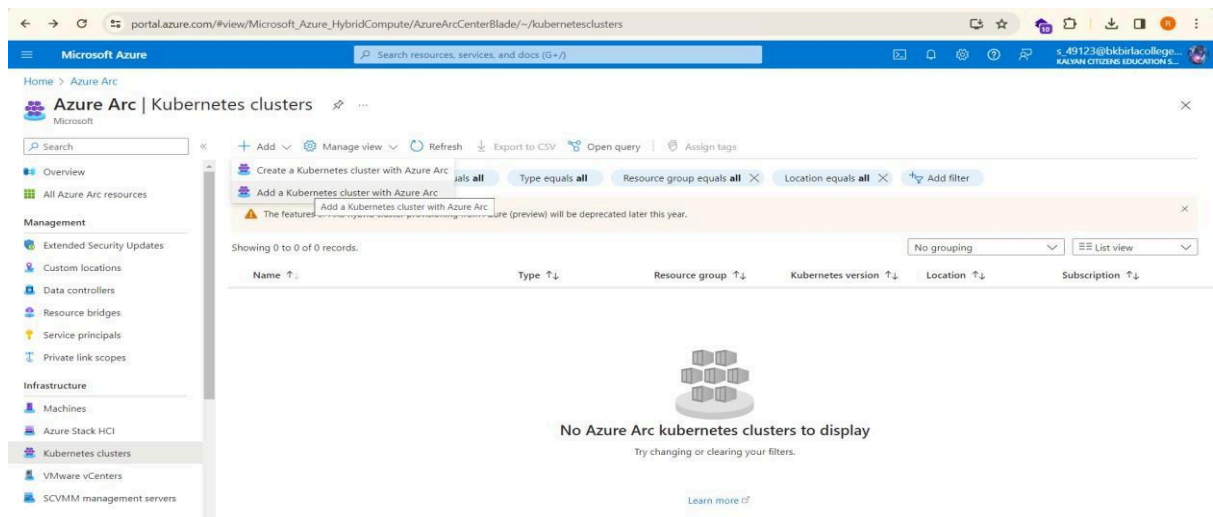 portal.azure.com/#view/Microsoft_Azure_HybridCompute/AzureArcCenterBlade/~/kubernetesclusters
10
R
Microsoft Azure
Search resources, services, and docs (G+/)
s_49123@bkbirlacollege...
KALYAN CITIZENS EDUCATION S...
Home > Azure Arc
Azure Arc | Kubernetes clusters
Microsoft
Search
Add
Manage view
Refresh
Export to CSV
Open query
Assign tags
Create a Kubernetes cluster with Azure Arc
Add a Kubernetes cluster with Azure Arc
Add a Kubernetes cluster with Azure Arc
equals all
Type equals all
Resource group equals all
Location equals all
Add filter
The features (preview) will be deprecated later this year.
Overview
All Azure Arc resources
Management
Extended Security Updates
Custom locations
Data controllers
Resource bridges
Service principals
Private link scopes
Infrastructure
Machines
Azure Stack HCI
Kubernetes clusters
VMware vCenters
SCVMM management servers
Showing 0 to 0 of 0 records.
No grouping
List view
Name
Type
Resource group
Kubernetes version
Location
Subscription
No Azure Arc kubernetes clusters to display
Try changing or clearing your filters.
Learn more